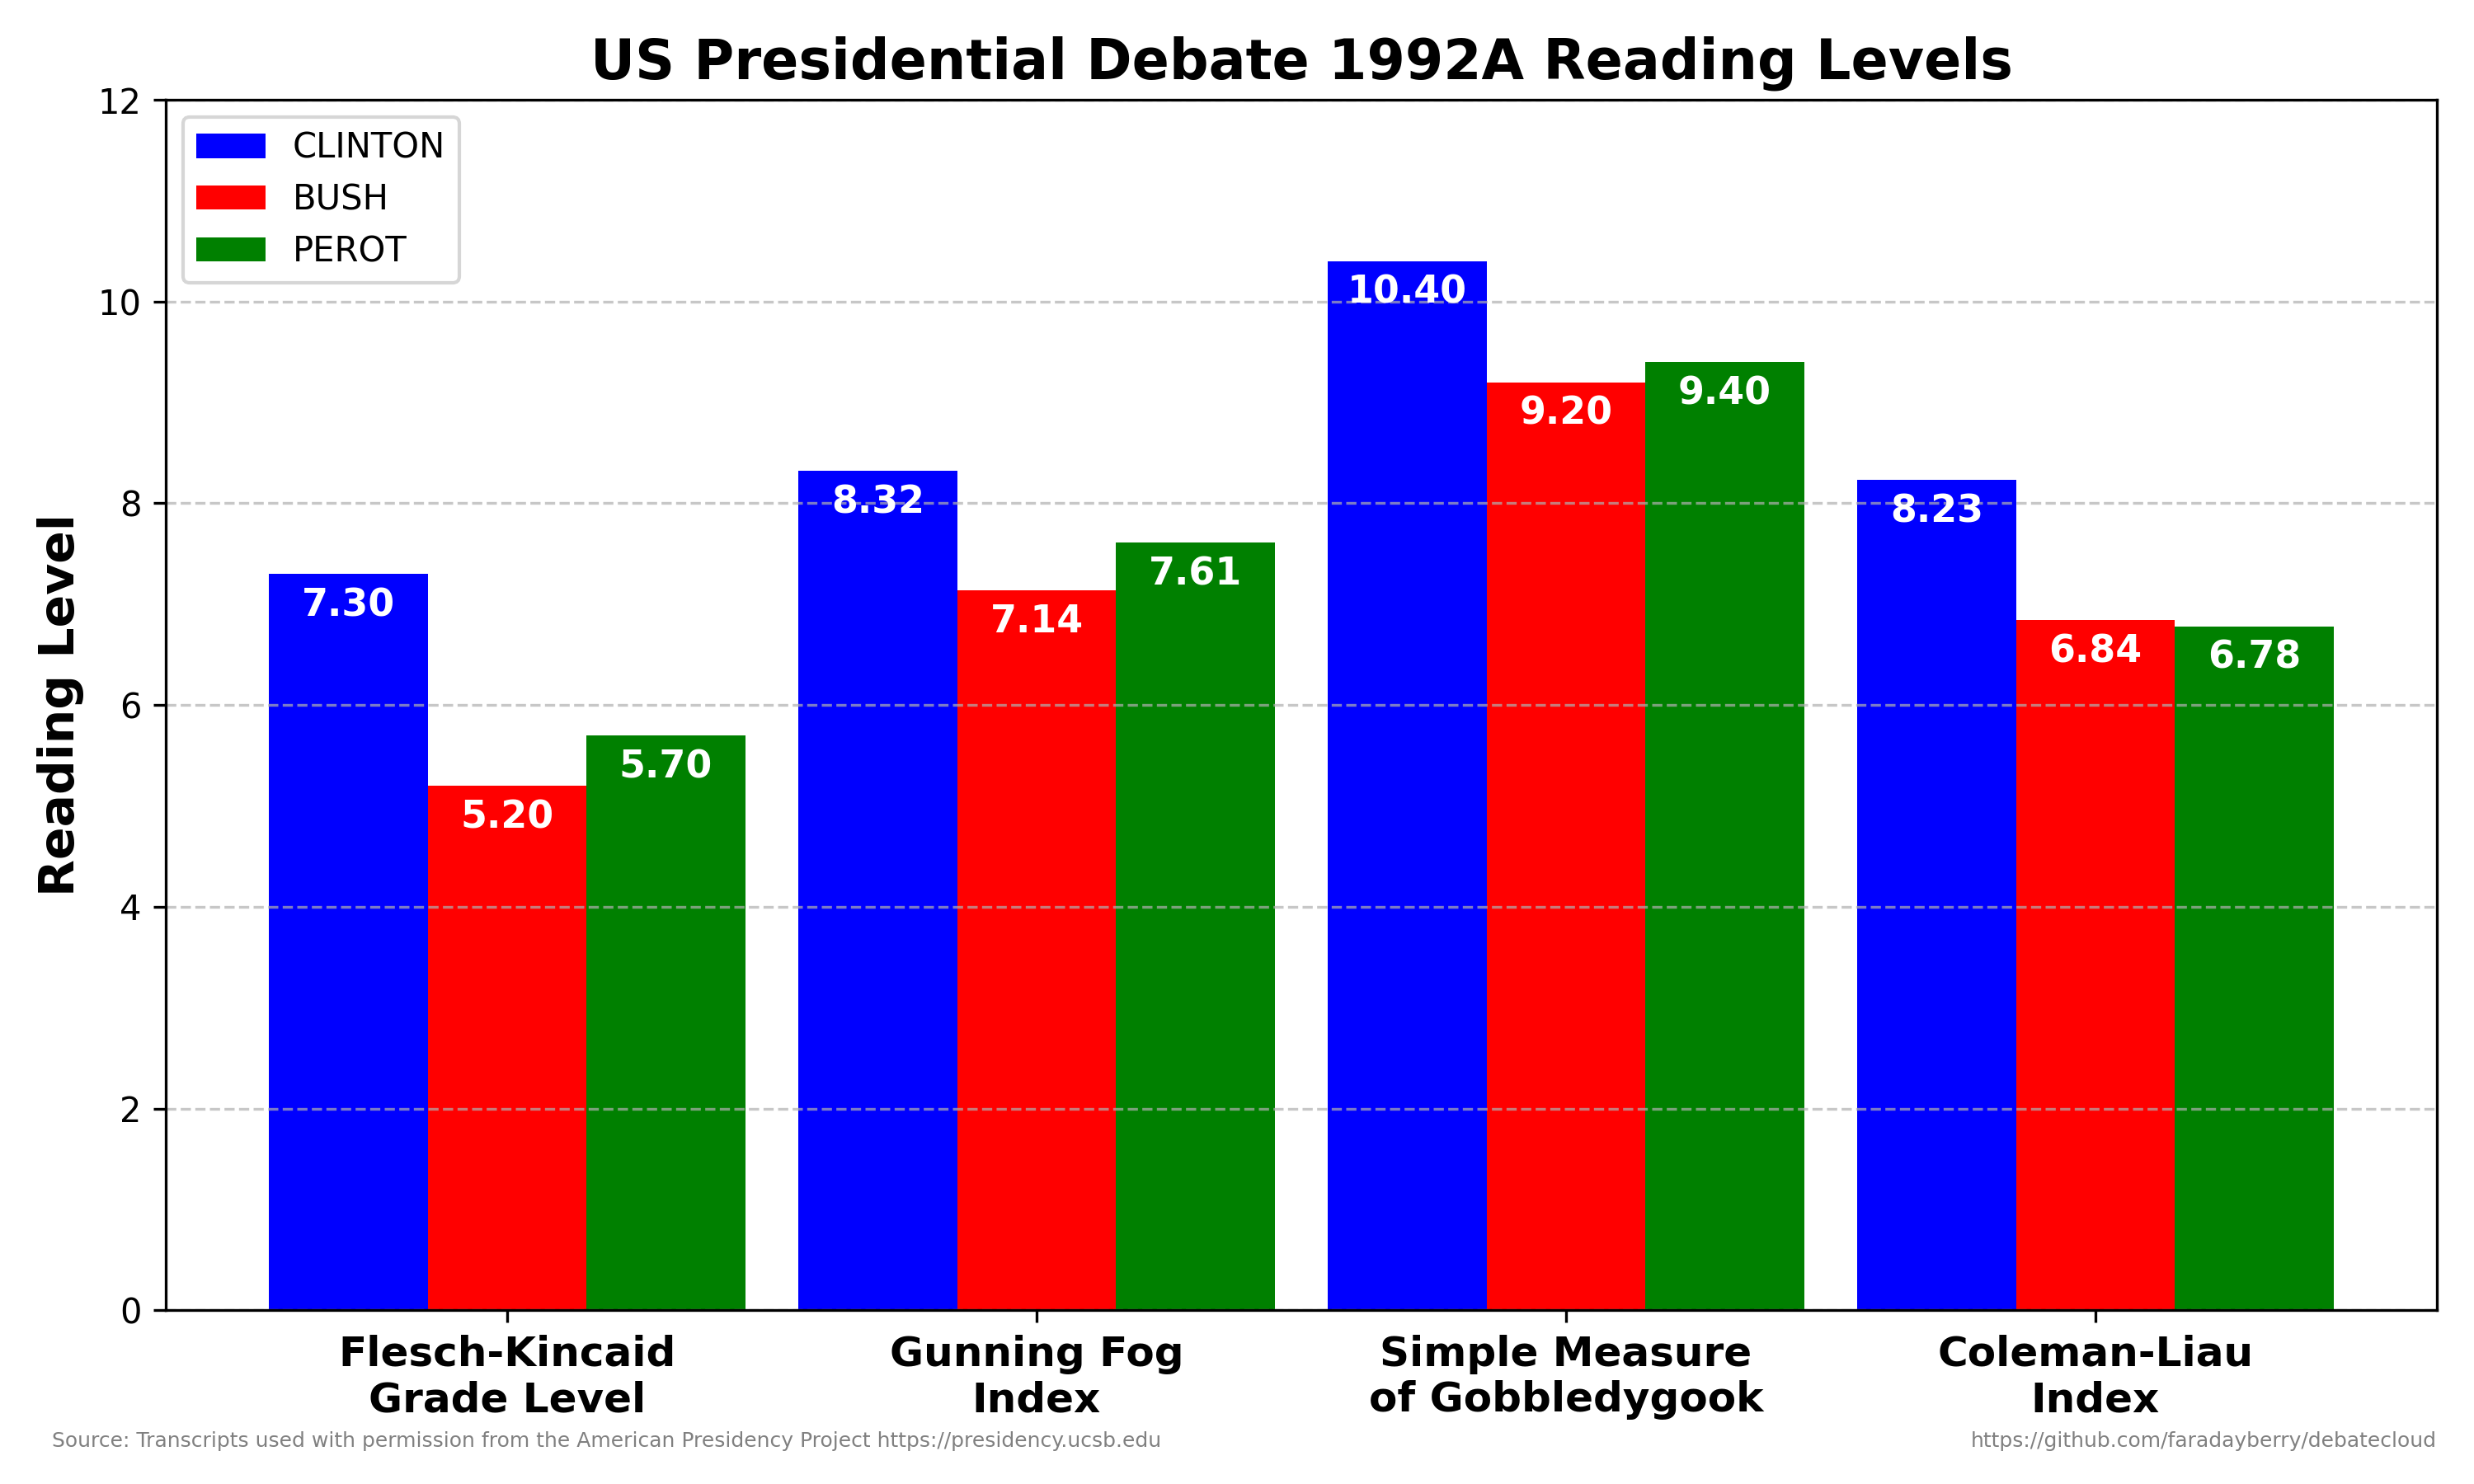 US Presidential Debate 1992A Reading Levels
12
10
8
6
4
2
0
Reading Level
CLINTON
BUSH
PEROT
7.30
5.20
5.70
8.32
7.14
7.61
10.40
9.20
9.40
8.23
6.84
6.78
Flesch-Kincaid
Grade Level
Gunning Fog
Index
Simple Measure
of Gobbledygook
Coleman-Liau
Index
Source: Transcripts used with permission from the American Presidency Project https://presidency.ucsb.edu
https://github.com/faradayberry/debatecloud